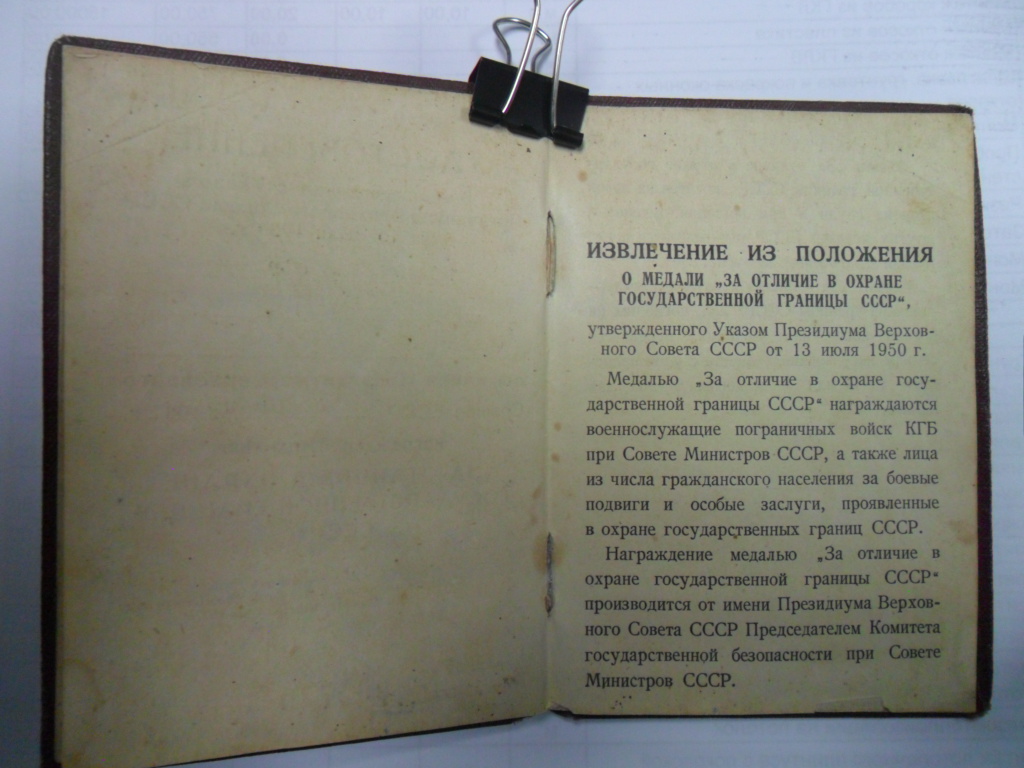 ИЗВЛЕЧЕНИЕ ИЗ ПОЛОЖЕНИЯ
О МЕДАЛИ „ЗА ОТЛИЧИЕ В ОХРАНЕ
ГОСУДАРСТВЕННОЙ ГРАНИЦЫ СССР“,
утвержденного Указом Президиума Верхов-
ного Совета СССР от 13 июля 1950 г.
Медалью „За отличие в охране госу-
дарственной границы СССР“ награждаются
военнослужащие пограничных войск КГБ
при Совете Министров СССР, а также лица
из числа гражданского населения за боевые
подвиги и особые заслуги, проявленные
в охране государственных границ СССР.
Награждение медалью „За отличие в
охране государственной границы СССР“
производится от имени Президиума Верхов-
ного Совета СССР Председателем Комитета
государственной безопасности при Совете
Министров СССР.